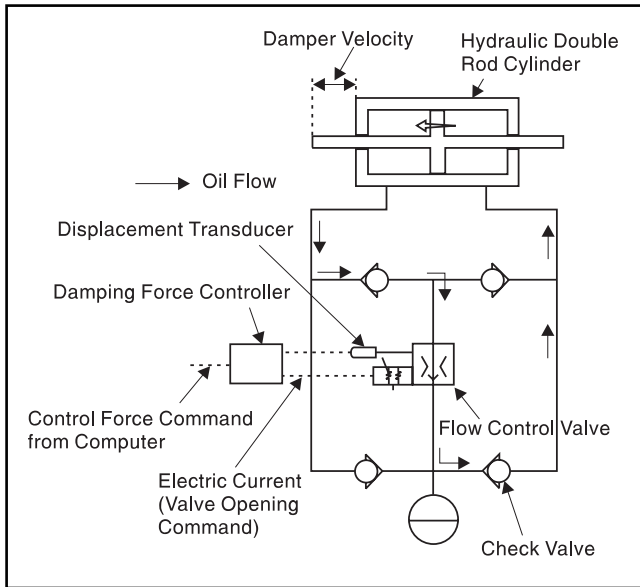 Damper Velocity
Hydraulic Double
Rod Cylinder
Oil Flow
Displacement Transducer
Damping Force Controller
Control Force Command
from Computer
Flow Control Valve
Electric Current
(Valve Opening
Command)
Check Valve